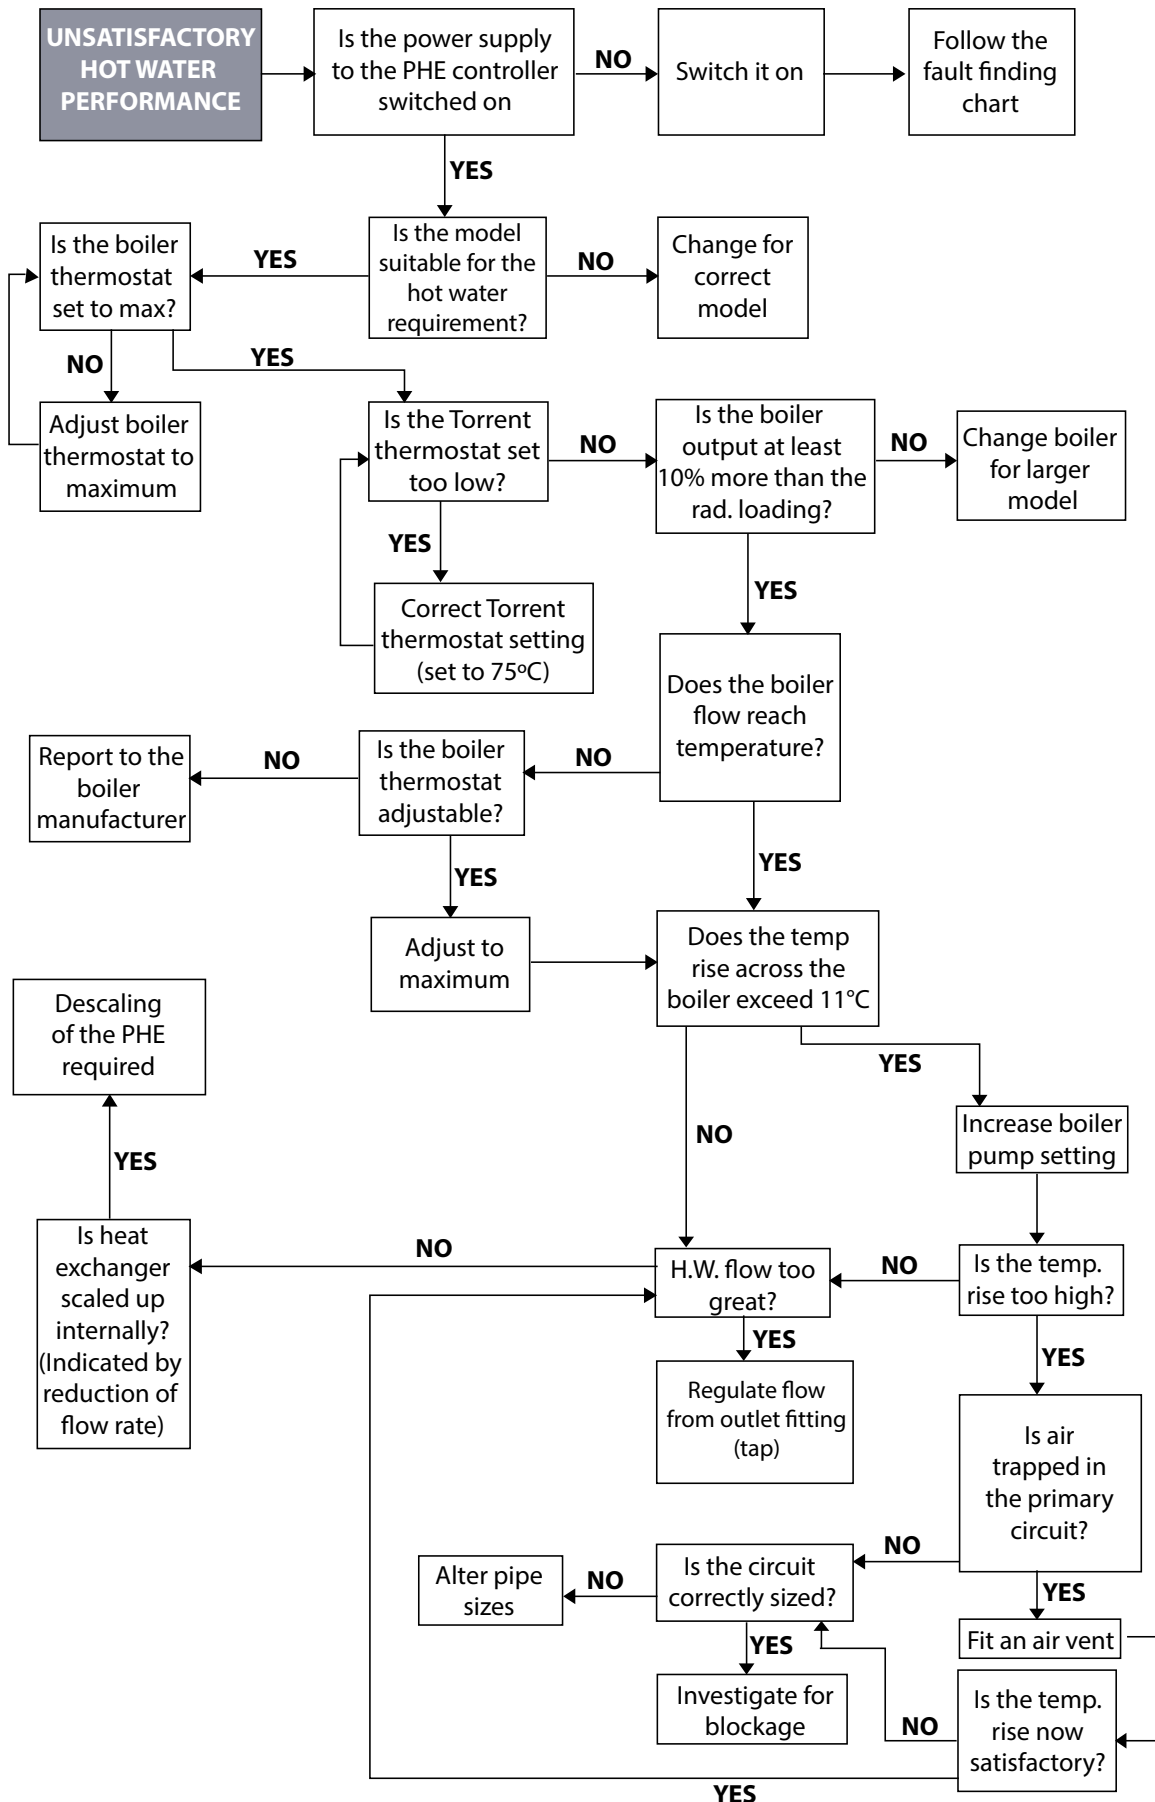 UNSATISFACTORY
HOT WATER
PERFORMANCE
Is the power supply
to the PHE controller
switched on
NO
Switch it on
Follow the
fault finding
chart
YES
Is the boiler
thermostat
set to max?
YES
Is the model
suitable for the
hot water
requirement?
NO
Change for
correct
model
NO
YES
Adjust boiler
thermostat to
maximum
Is the Torrent
thermostat set
too low?
NO
Is the boiler
output at least
10% more than the
rad. loading?
NO
Change boiler
for larger
model
YES
YES
Correct Torrent
thermostat setting
(set to 75ºC)
Does the boiler
flow reach
temperature?
Report to the
boiler
manufacturer
NO
Is the boiler
thermostat
adjustable?
NO
YES
YES
Adjust to
maximum
Does the temp
rise across the
boiler exceed 11°C
Descaling
of the PHE
required
YES
NO
Increase boiler
pump setting
YES
Is heat
exchanger
scaled up
internally?
(Indicated by
reduction of
flow rate)
NO
H.W. flow too
great?
NO
Is the temp.
rise too high?
YES
YES
Regulate flow
from outlet fitting
(tap)
Is air
trapped in
the primary
circuit?
Alter pipe
sizes
NO
Is the circuit
correctly sized?
NO
YES
Fit an air vent
YES
Investigate for
blockage
NO
Is the temp.
rise now
satisfactory?
YES